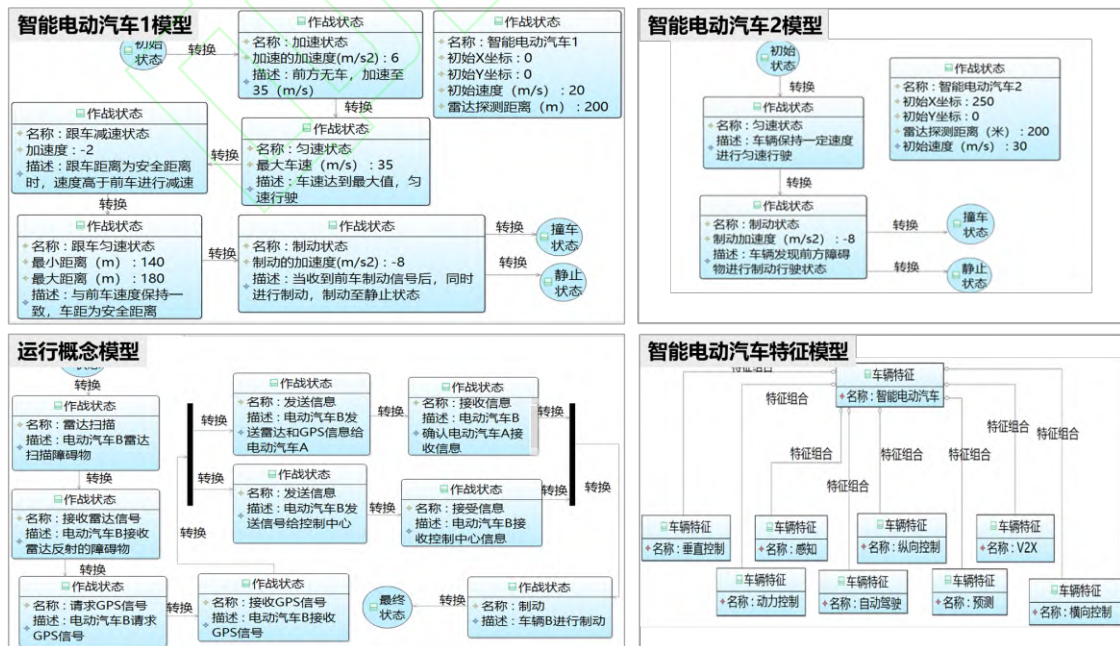 智能电动汽车1模型
初始
状态
转换
作战状态
名称：加速状态
加速的加速度(m/s2)：6
描述：前方无车，加速至
35（m/s）
作战状态
名称：智能电动汽车1
初始X坐标：0
初始Y坐标：0
初始速度（m/s）：20
雷达探测距离（m）：200
转换
作战状态
名称：跟车减速状态
加速度：-2
描述：跟车距离为安全距离
时，速度高于前车进行减速
转换
作战状态
名称：匀速状态
最大车速（m/s）：35
描述：车速达到最大值，匀
速行驶
转换
作战状态
名称：跟车匀速状态
最小距离（m）：140
最大距离（m）：180
描述：与前车速度保持一
致，车距为安全距离
转换
作战状态
名称：制动状态
制动的加速度(m/s2)：-8
描述：当收到前车制动信号后，同时
进行制动，制动至静止状态
转换
撞车
状态
转换
静止
状态
智能电动汽车2模型
初始
状态
转换
作战状态
名称：匀速状态
描述：车辆保持一定速度
进行匀速行驶
作战状态
名称：智能电动汽车2
初始X坐标：250
初始Y坐标：0
雷达探测距离（米）：200
初始速度（m/s）：30
转换
作战状态
名称：制动状态
制动加速度（m/s2）：-8
描述：车辆发现前方障碍
物进行制动行驶状态
转换
撞车
状态
转换
静止
状态
运行概念模型
转换
作战状态
名称：雷达扫描
描述：电动汽车B雷达
扫描障碍物
转换
作战状态
名称：接收雷达信号
描述：电动汽车B接收
雷达反射的障碍物
转换
作战状态
名称：请求GPS信号
描述：电动汽车B请求
GPS信号
转换
作战状态
名称：接收GPS信号
描述：电动汽车B接收
GPS信号
转换
转换
作战状态
名称：发送信息
描述：电动汽车B发
送雷达和GPS信息给
电动汽车A
转换
作战状态
名称：接收信息
描述：电动汽车B
确认电动汽车A接
收信息
转换
转换
作战状态
名称：发送信息
描述：电动汽车B发
送信号给控制中心
转换
作战状态
名称：接受信息
描述：电动汽车B接
收控制中心信息
转换
转换
作战状态
名称：制动
描述：车辆B进行制动
转换
最终
状态
智能电动汽车特征模型
特征组合
车辆特征
名称：智能电动汽车
特征组合
特征组合
特征组合
特征组合
特征组合
特征组合
车辆特征
名称：垂直控制
车辆特征
名称：感知
车辆特征
名称：纵向控制
车辆特征
名称：V2X
车辆特征
名称：动力控制
车辆特征
名称：自动驾驶
车辆特征
名称：预测
车辆特征
名称：横向控制